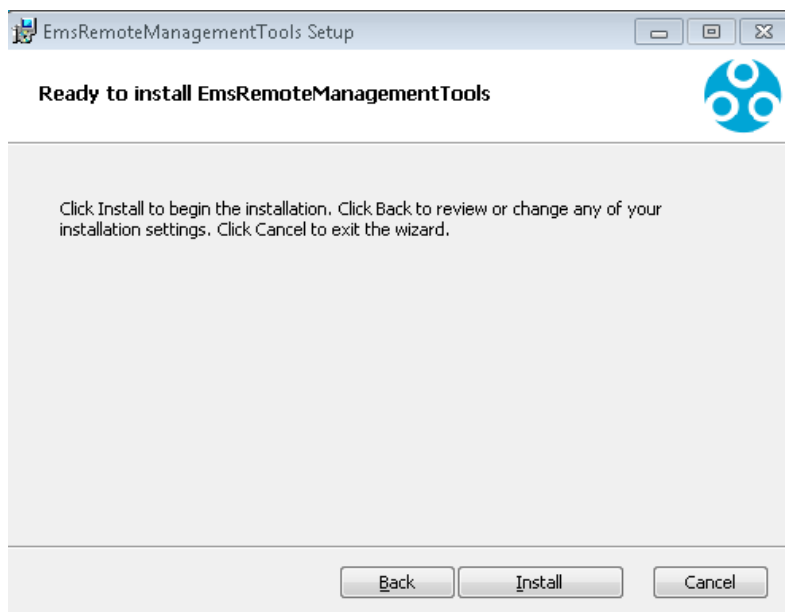 EmsRemoteManagementTools Setup
Ready to install EmsRemoteManagementTools
Click Install to begin the installation. Click Back to review or change any of your
installation settings. Click Cancel to exit the wizard.
Back
Install
Cancel